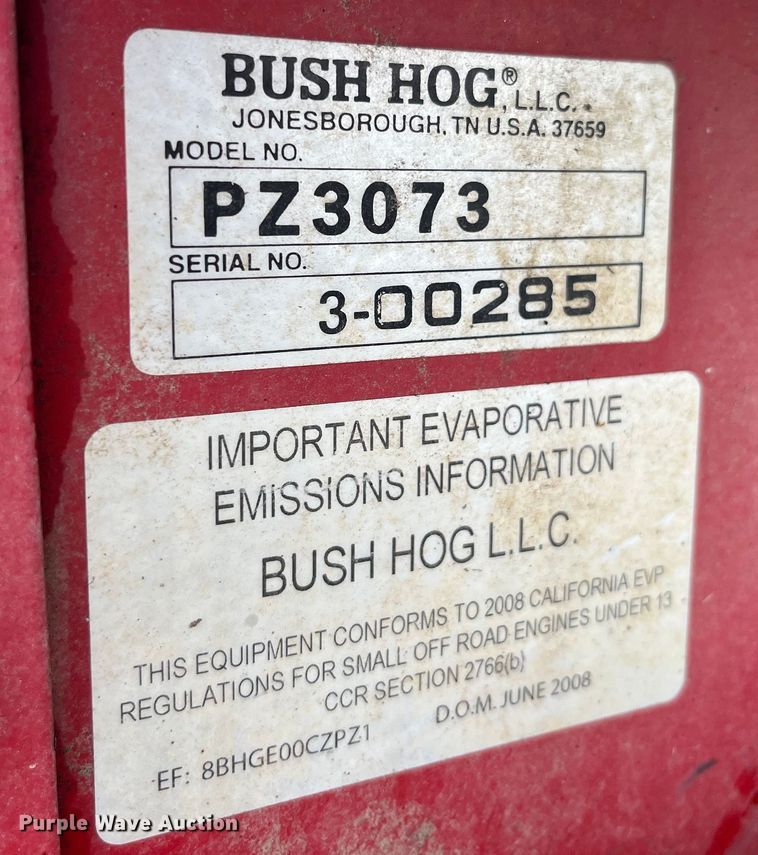 BUSH HOG®, L.L.C.
JONESBOROUGH, TN U.S.A. 37659
MODEL NO.
PZ3073
SERIAL NO.
3-00285
IMPORTANT EVAPORATIVE
EMISSIONS INFORMATION
BUSH HOG L.L.C.
THIS EQUIPMENT CONFORMS TO 2008 CALIFORNIA EVP
REGULATIONS FOR SMALL OFF ROAD ENGINES UNDER 13
CCR SECTION 2766(b)
EF: 8BHGE00CZPZ1 D.O.M. JUNE 2008
Purple Wave Auction